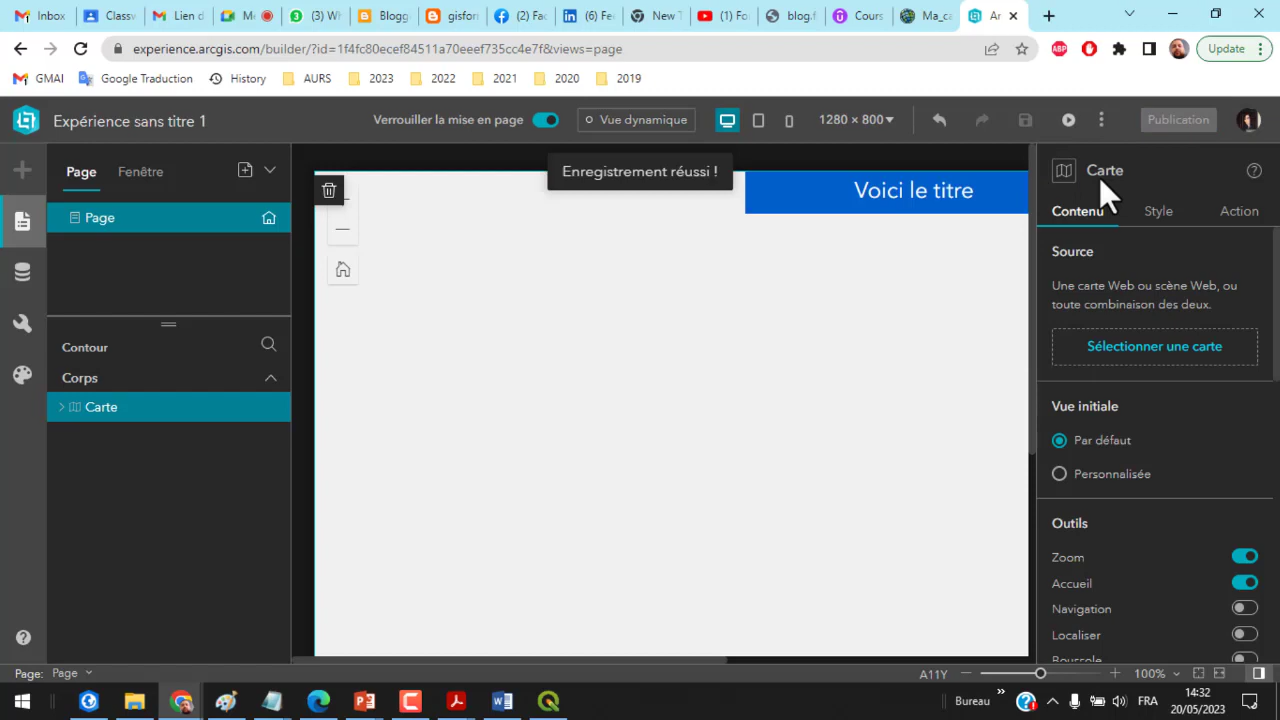 Inbox
Classv
Lien d
Me
(3) Wh
Blogg
gisfon
(2) Fac
(6) Fee
New T
(1) Fo
blog.f
Cours
Ma_ca
Ar
experience.arcgis.com/builder/?id=1f4fc80ecef84511a70eeef735cc4e7f&views=page
Update
GMAI
Google Traduction
History
AURS
2023
2022
2021
2020
2019
Expérience sans titre 1
Verrouiller la mise en page
Vue dynamique
1280 × 800
Publication
Page
Fenêtre
Page
Contour
Corps
Carte
Enregistrement réussi !
Voici le titre
Carte
Contenu
Style
Action
Source
Une carte Web ou scène Web, ou
toute combinaison des deux.
Sélectionner une carte
Vue initiale
Par défaut
Personnalisée
Outils
Zoom
Accueil
Navigation
Localiser
Boussole
Page:
Page
A11Y
100%
Bureau
FRA
14:32
20/05/2023